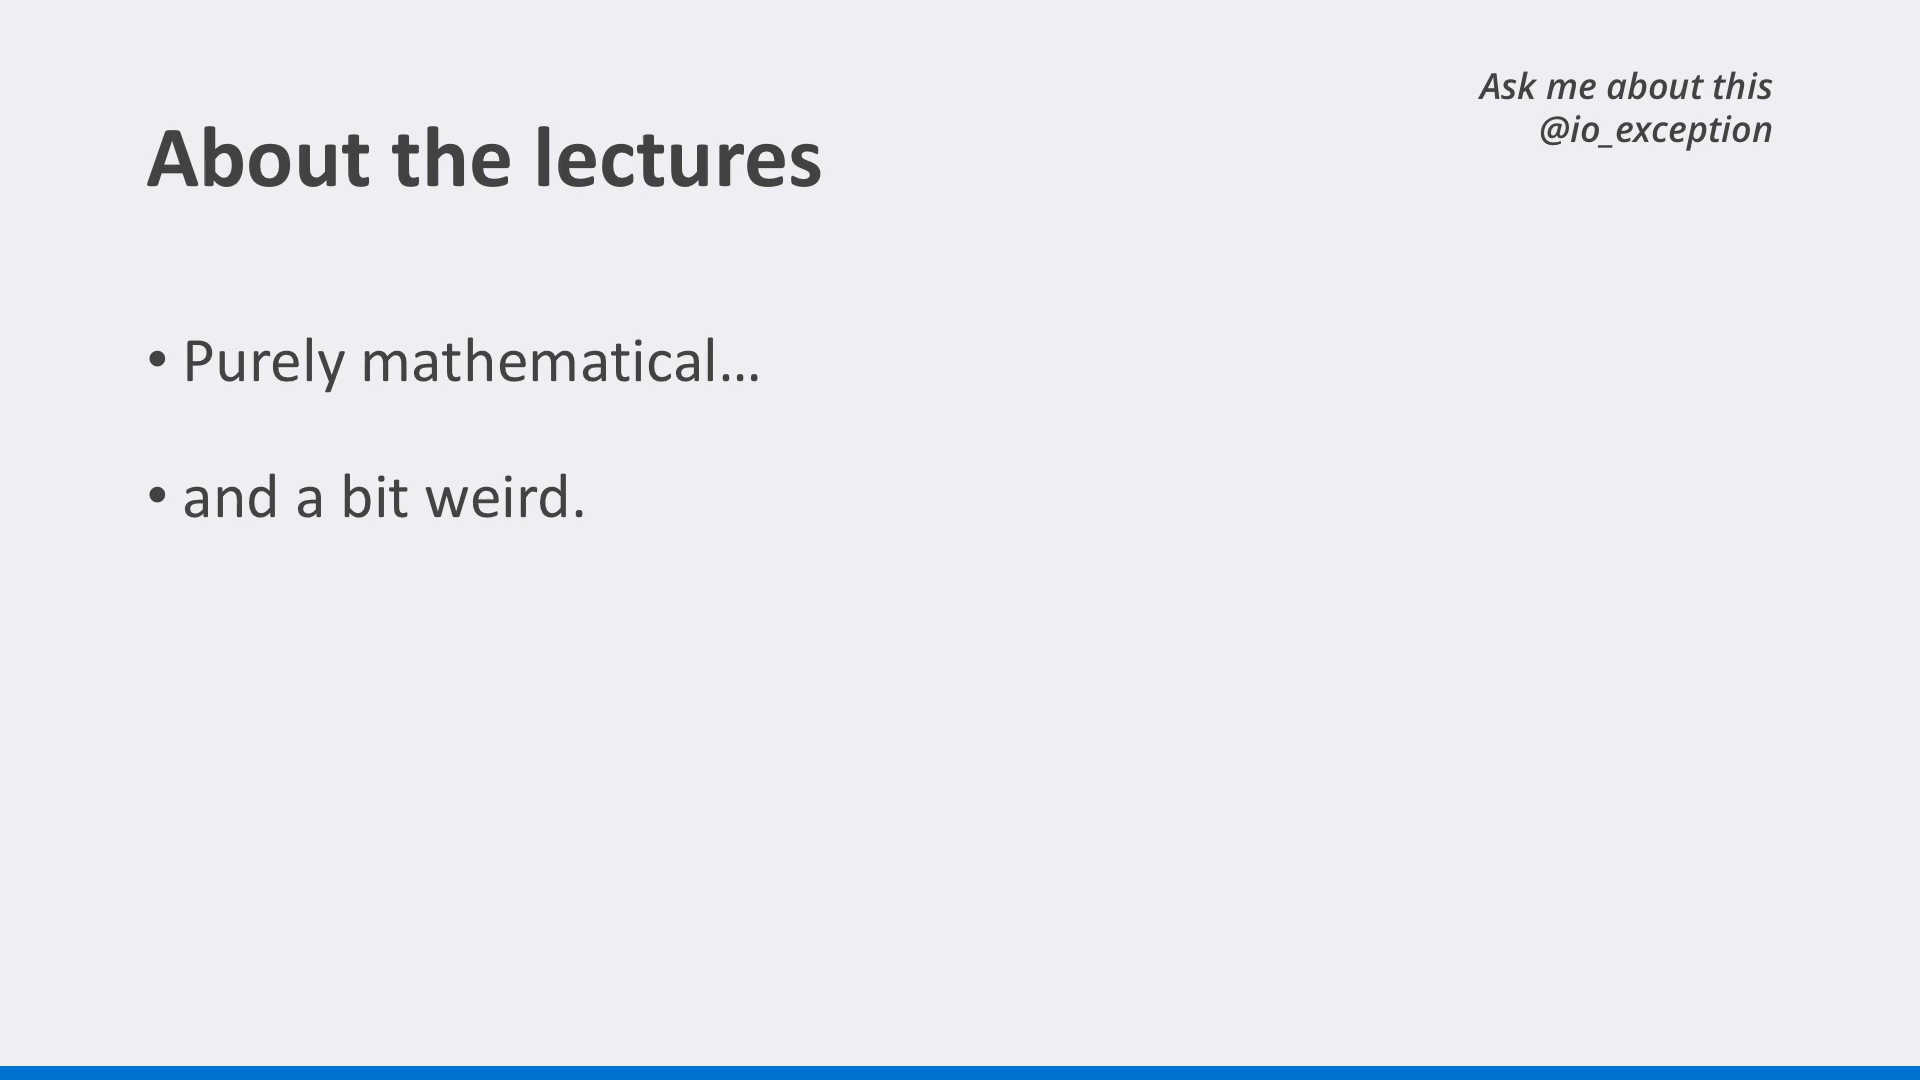 Ask me about this
@io_exception
About the lectures
• Purely mathematical…
• and a bit weird.